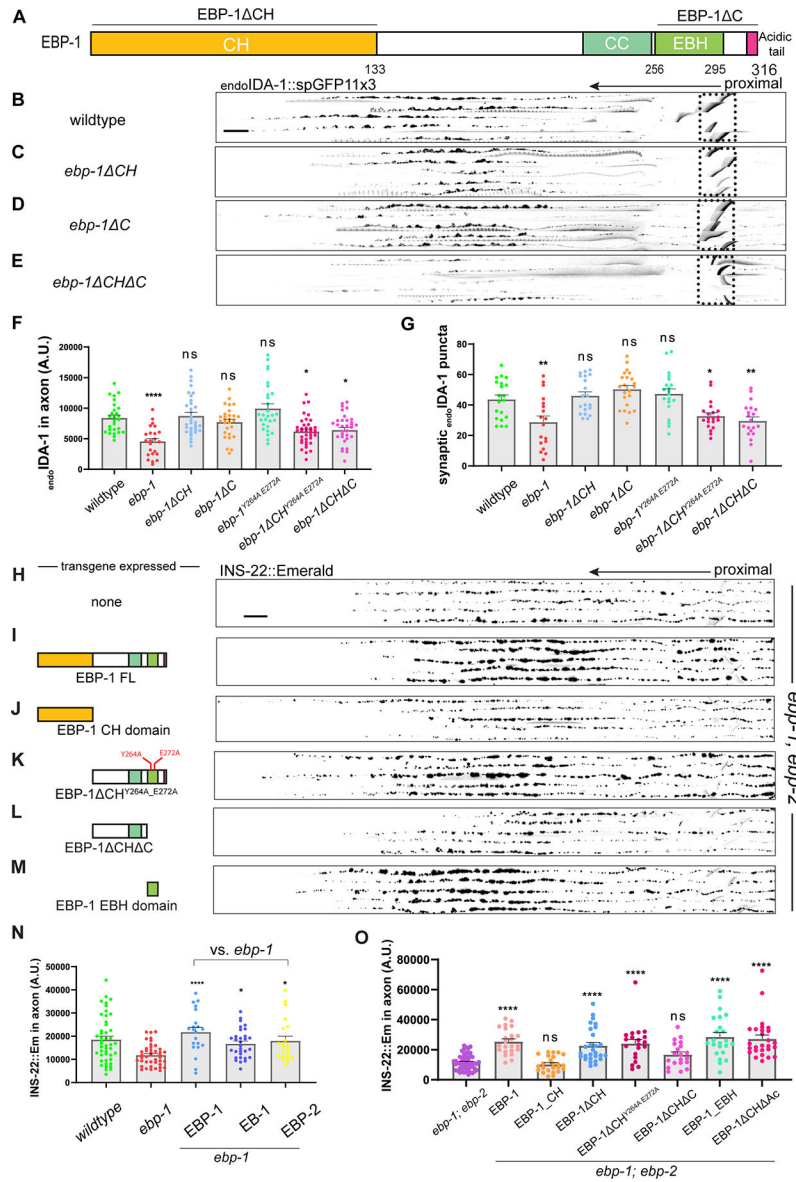 A
EBP-1ΔCH
EBP-1ΔC
EBP-1
CH
CC
EBH
Acidic tail
133
256
295
316
B
endoIDA-1::spGFP11x3
proximal
wildtype
C
ebp-1ΔCH
D
ebp-1ΔC
E
ebp-1ΔCHΔC
F
endoIDA-1 in axon (A.U.)
20000
15000
10000
5000
0
****
ns
ns
ns
*
*
wildtype
ebp-1
ebp-1ΔCH
ebp-1ΔC
ebp-1Y264A E272A
ebp-1ΔCHY264A E272A
ebp-1ΔCHΔC
G
synaptic endoIDA-1 puncta
80
60
40
20
0
**
ns
ns
ns
*
**
wildtype
ebp-1
ebp-1ΔCH
ebp-1ΔC
ebp-1Y264A E272A
ebp-1ΔCHY264A E272A
ebp-1ΔCHΔC
H
transgene expressed
none
INS-22::Emerald
proximal
I
EBP-1 FL
J
EBP-1 CH domain
K
Y264A
E272A
EBP-1ΔCHY264A_E272A
L
EBP-1ΔCHΔC
M
EBP-1 EBH domain
ebp-1; ebp-2
N
INS-22::Em in axon (A.U.)
50000
40000
30000
20000
10000
0
vs. ebp-1
****
*
*
wildtype
ebp-1
EBP-1
EB-1
EBP-2
ebp-1
O
INS-22::Em in axon (A.U.)
80000
60000
40000
20000
0
****
ns
****
****
ns
****
****
ebp-1; ebp-2
EBP-1
EBP-1_CH
EBP-1ΔCH
EBP-1ΔCHY264A E272A
EBP-1ΔCHΔC
EBP-1_EBH
EBP-1ΔCHΔAc
ebp-1; ebp-2